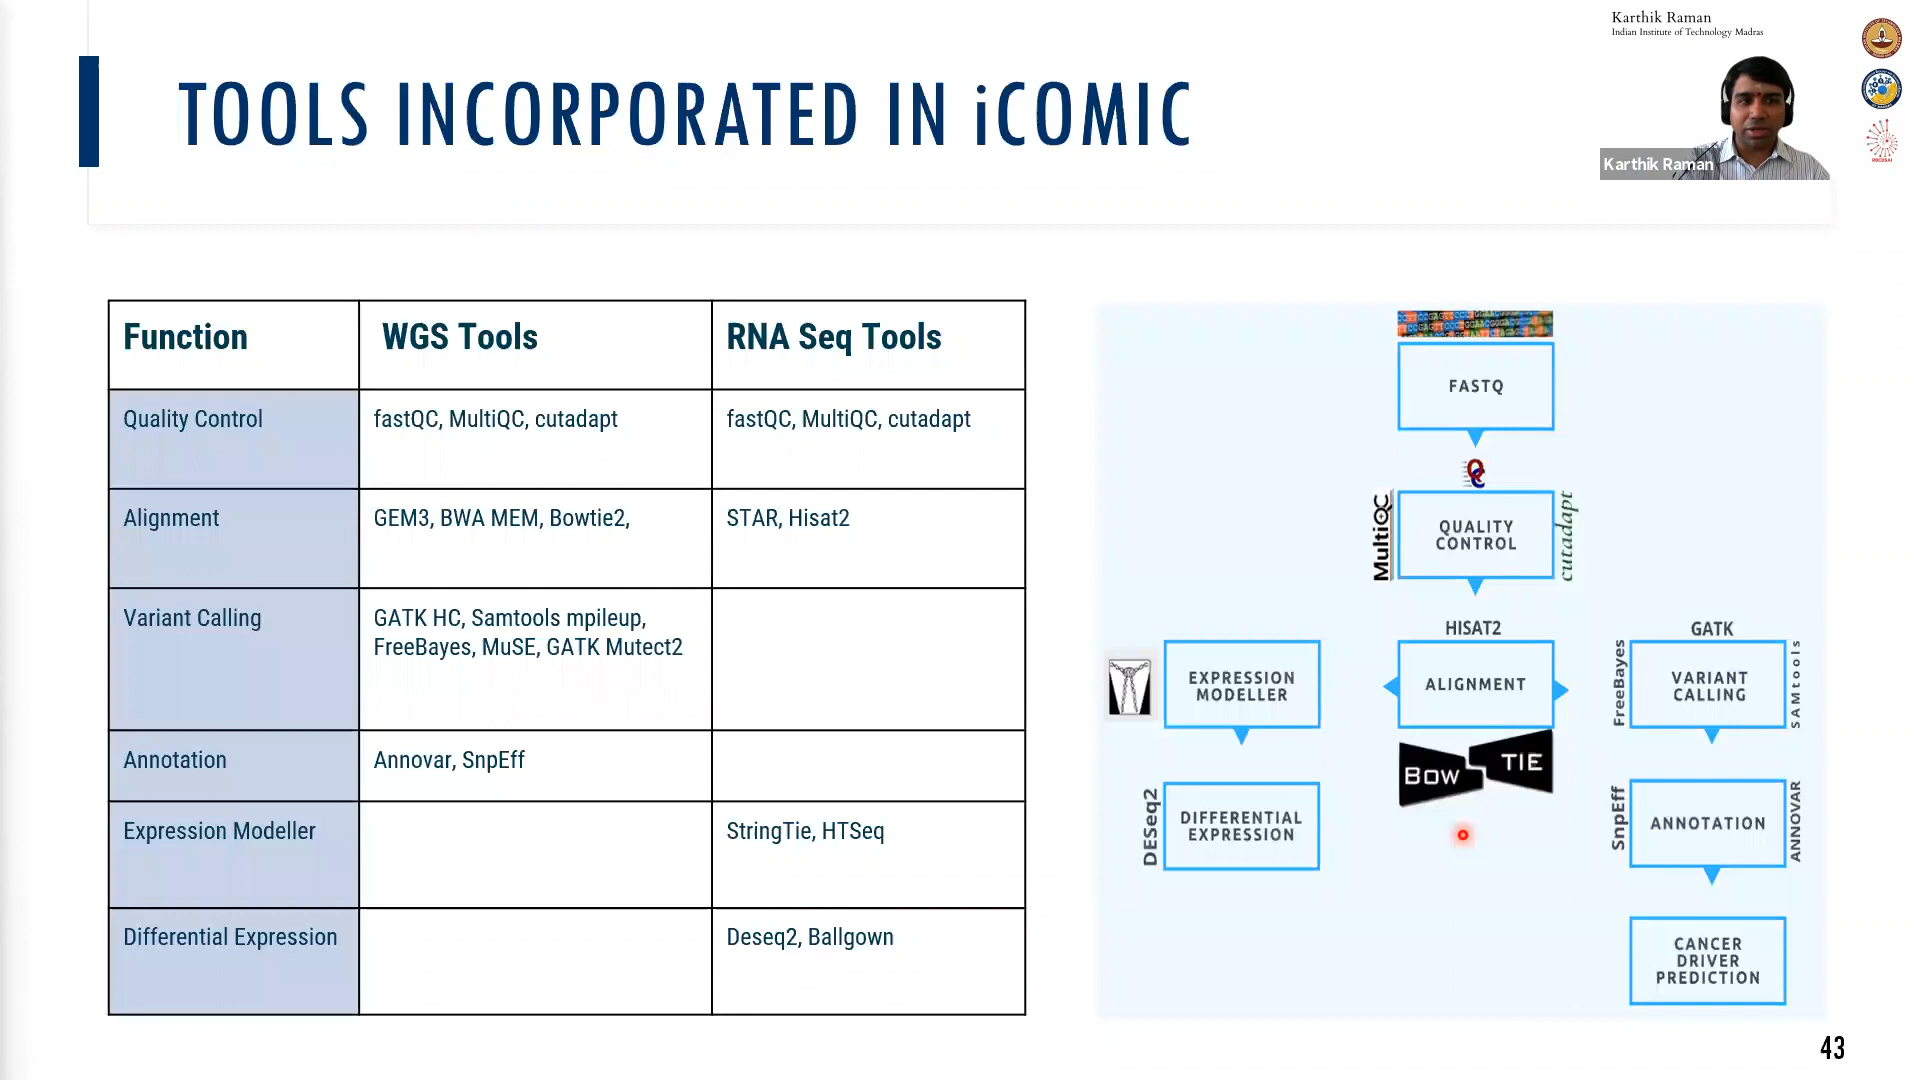 Karthik Raman
Indian Institute of Technology Madras
TOOLS INCORPORATED IN iCOMIC
Karthik Raman
RBCDSAI
Function WGS Tools RNA Seq Tools
Quality Control fastQC, MultiQC, cutadapt fastQC, MultiQC, cutadapt
Alignment GEM3, BWA MEM, Bowtie2, STAR, Hisat2
Variant Calling GATK HC, Samtools mpileup,
FreeBayes, MuSE, GATK Mutect2
Annotation Annovar, SnpEff
Expression Modeller StringTie, HTSeq
Differential Expression Deseq2, Ballgown
FASTQ
QC
MultiQC
QUALITY
CONTROL
cutadapt
HISAT2
ALIGNMENT
BOW TIE
EXPRESSION
MODELLER
DESeq2
DIFFERENTIAL
EXPRESSION
GATK
FreeBayes
VARIANT
CALLING
SAMtools
SnpEff
ANNOTATION
ANNOVAR
CANCER
DRIVER
PREDICTION
43